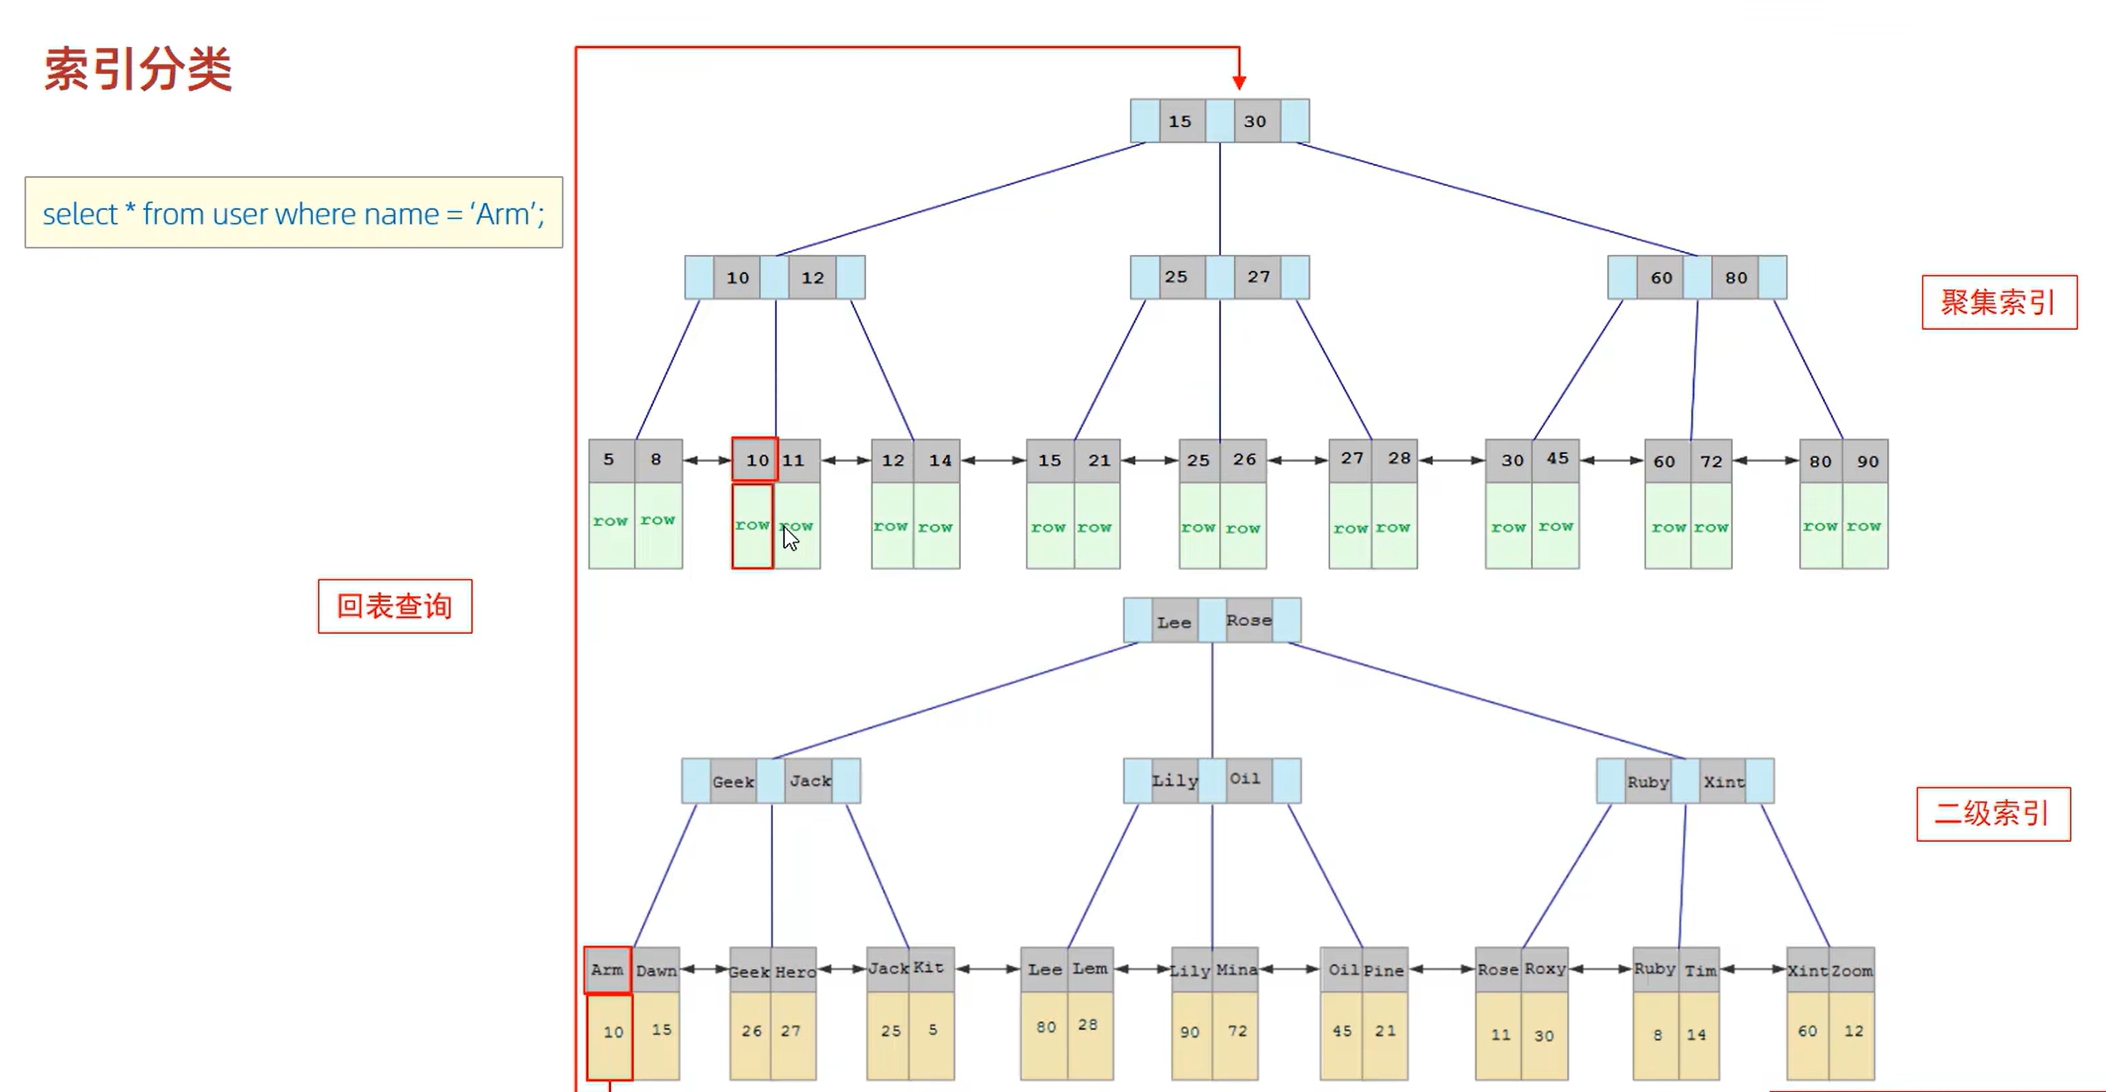 索引分类
select * from user where name = ‘Arm’;
15 30
10 12 25 27 60 80
聚集索引
5 8 10 11 12 14 15 21 25 26 27 28 30 45 60 72 80 90
row row row row row row row row row row row row row row row row row row
回表查询
Lee Rose
Geek Jack Lily Oil Ruby Xint
二级索引
Arm Dawn Geek Hero Jack Kit Lee Lem Lily Mina Oil Pine Rose Roxy Ruby Tim Xint Zoom
10 15 26 27 25 5 80 28 90 72 45 21 11 30 8 14 60 12